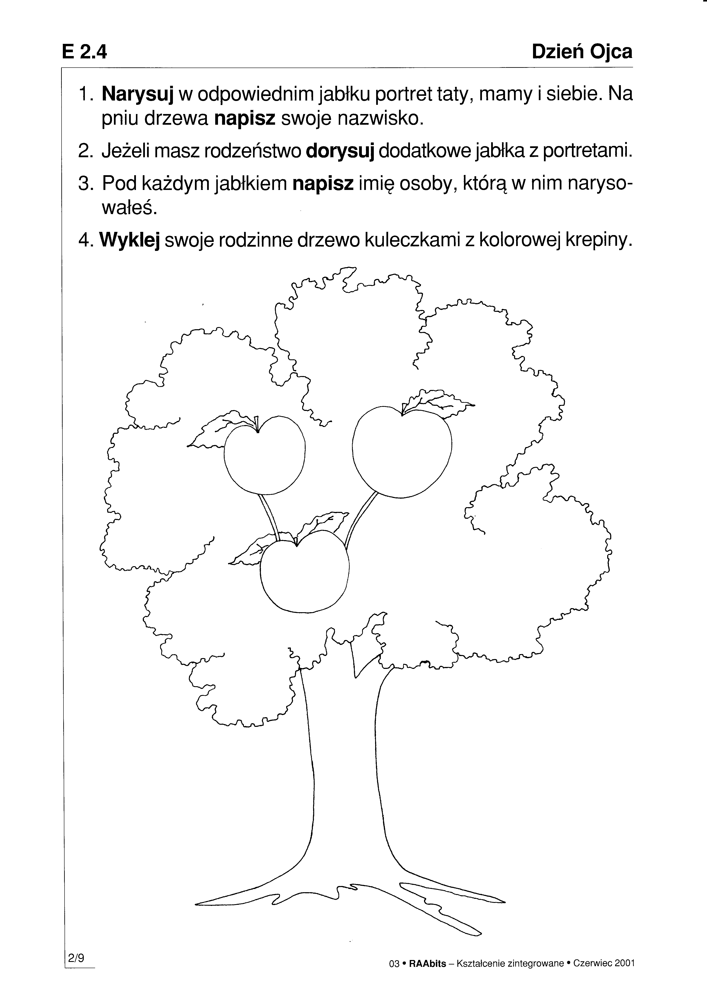 E 2.4
Dzień Ojca
1. Narysuj w odpowiednim jabłku portret taty, mamy i siebie. Na
pniu drzewa napisz swoje nazwisko.
2. Jeżeli masz rodzeństwo dorysuj dodatkowe jabłka z portretami.
3. Pod każdym jabłkiem napisz imię osoby, którą w nim naryso-
wałeś.
4. Wyklej swoje rodzinne drzewo kuleczkami z kolorowej krepiny.
2/9
03 • RAAbits – Kształcenie zintegrowane • Czerwiec 2001